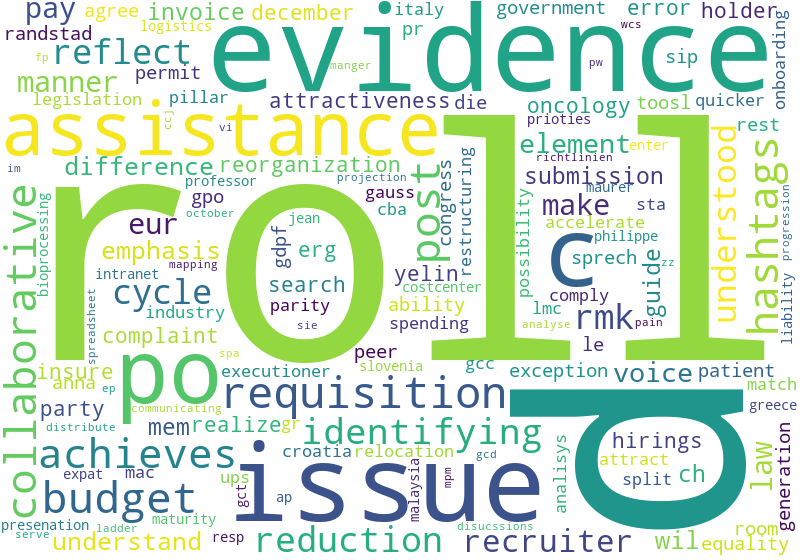 pay
agree
december
italy
government
error
holder
invoice
logistics
pr
wcs
randstad
fp
reflect
evidence
sip
onboarding
manner
permit
manger
pw
legislation
pillar
attractiveness
die
oncology
toosl
quicker
ccj
vi
prioties
rest
assistance
element
enter
im
difference
reorganization
richtlinien
understood
professor
projection
congress
submission
maurer
hashtags
gpo
gauss
post
restructuring
make
sta
october
jean
cba
possibility
accelerate
eur
roll
c
philippe
collaborative
bioprocessing
emphasis
gdpf
erg
sprech
zz
progression
mapping
intranet
search
yelin
costcenter
guide
comply
liability
cycle
parity
ability
lmc
industry
sie
spending
rmk
analyse
pain
spreadsheet
complaint
peer
le
po
spa
slovenia
gcc
exception
voice
patient
insure
executioner
match
anna
ep
requisition
communicating
g
greece
party
mem
realize
gr
identifying
hirings
generation
distribute
achieves
croatia
relocation
gcd
attract
law
expat
mac
ups
malaysia
mpm
analisys
split
ch
budget
gct
ap
issue
presenation
ladder
maturity
disucssions
room
serve
understand
resp
reduction
recruiter
wil
equality